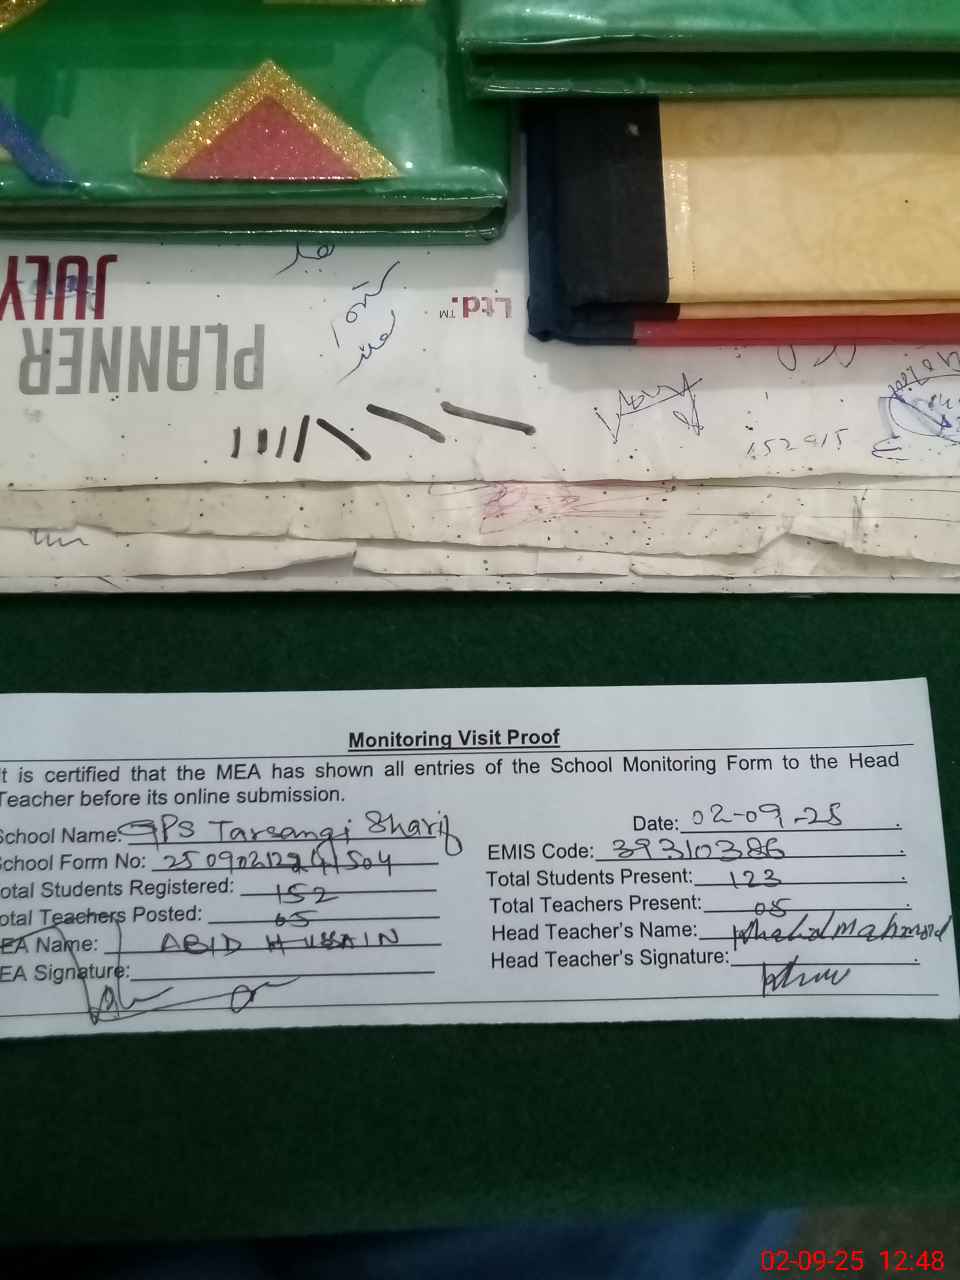 JULY
PLANNER
Ltd.™
152 915
Monitoring Visit Proof
It is certified that the MEA has shown all entries of the School Monitoring Form to the Head
Teacher before its online submission.
School Name: GPS Tarsangi Sharif
Date: 02-09-25
School Form No:
EMIS Code: 39310386
Total Students Registered: 152
Total Students Present: 123
Total Teachers Posted: 05
Total Teachers Present: 05
MEA Name: ABID HUSSAIN
Head Teacher's Name: Khalid Mahmood
MEA Signature:
Head Teacher's Signature:
02-09-25 12:48